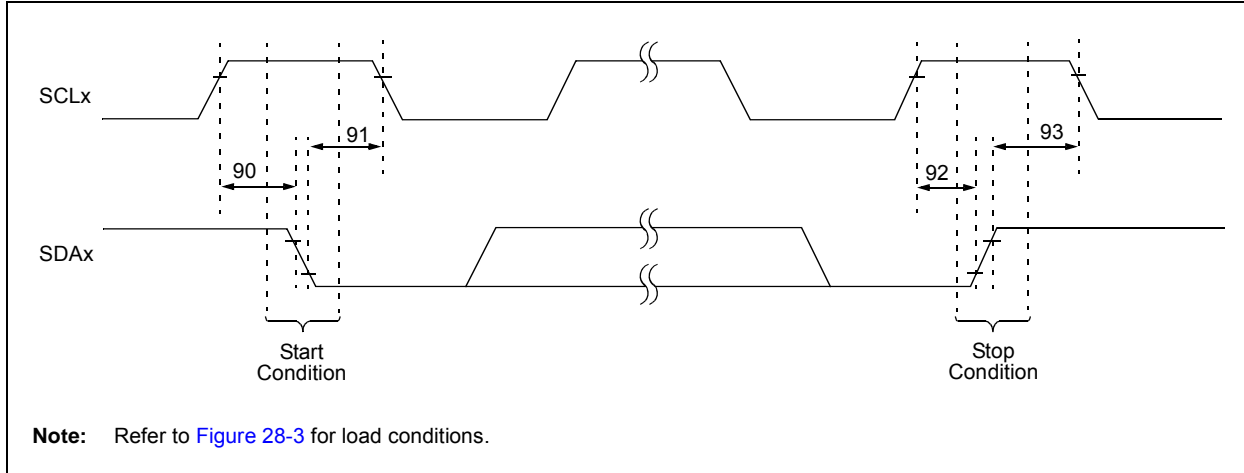 SCLx
91
93
90
92
SDAx
Start
Condition
Stop
Condition
Note: Refer to Figure 28-3 for load conditions.